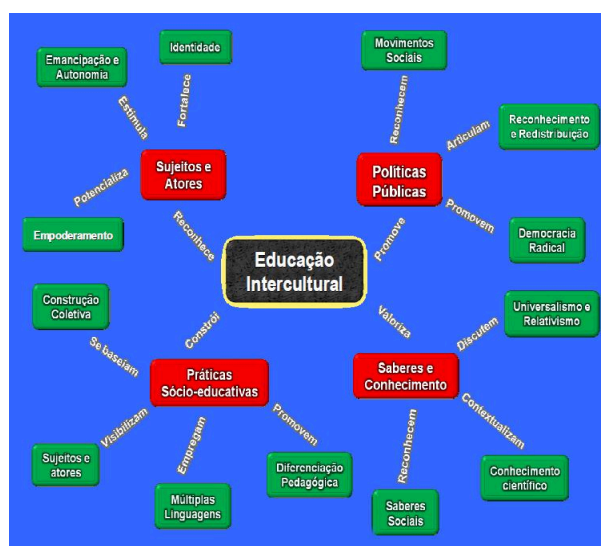 Identidade
Emancipação e
Autonomia
Fortalece
Estimula
Sujeitos e
Atores
Potencializa
Empoderamento
Reconhece
Movimentos
Sociais
Reconhecem
Reconhecimento
e Redistribuição
Articulam
Políticas
Públicas
Promovem
Democracia
Radical
Promove
Educação
Intercultural
Construção
Coletiva
Constrói
Se baseiam
Práticas
Sócio-educativas
Visibilizam
Sujeitos e
atores
Empregam
Múltiplas
Linguagens
Promovem
Diferenciação
Pedagógica
Valoriza
Universalismo e
Relativismo
Discutem
Saberes e
Conhecimento
Contextualizam
Conhecimento
científico
Reconhecem
Saberes
Sociais